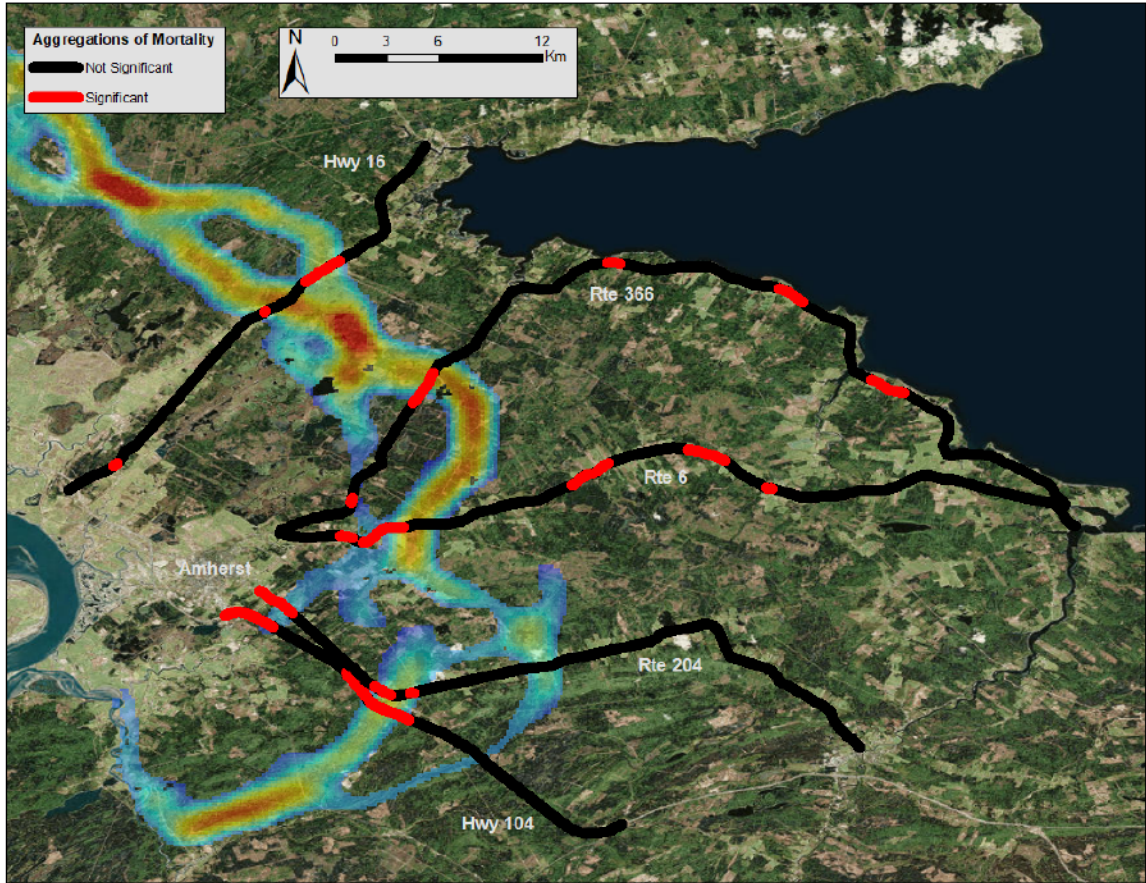 Aggregations of Mortality
Not Significant
Significant
N
0 3 6 12
Km
Hwy 16
Rte 366
Rte 6
Amherst
Rte 204
Hwy 104